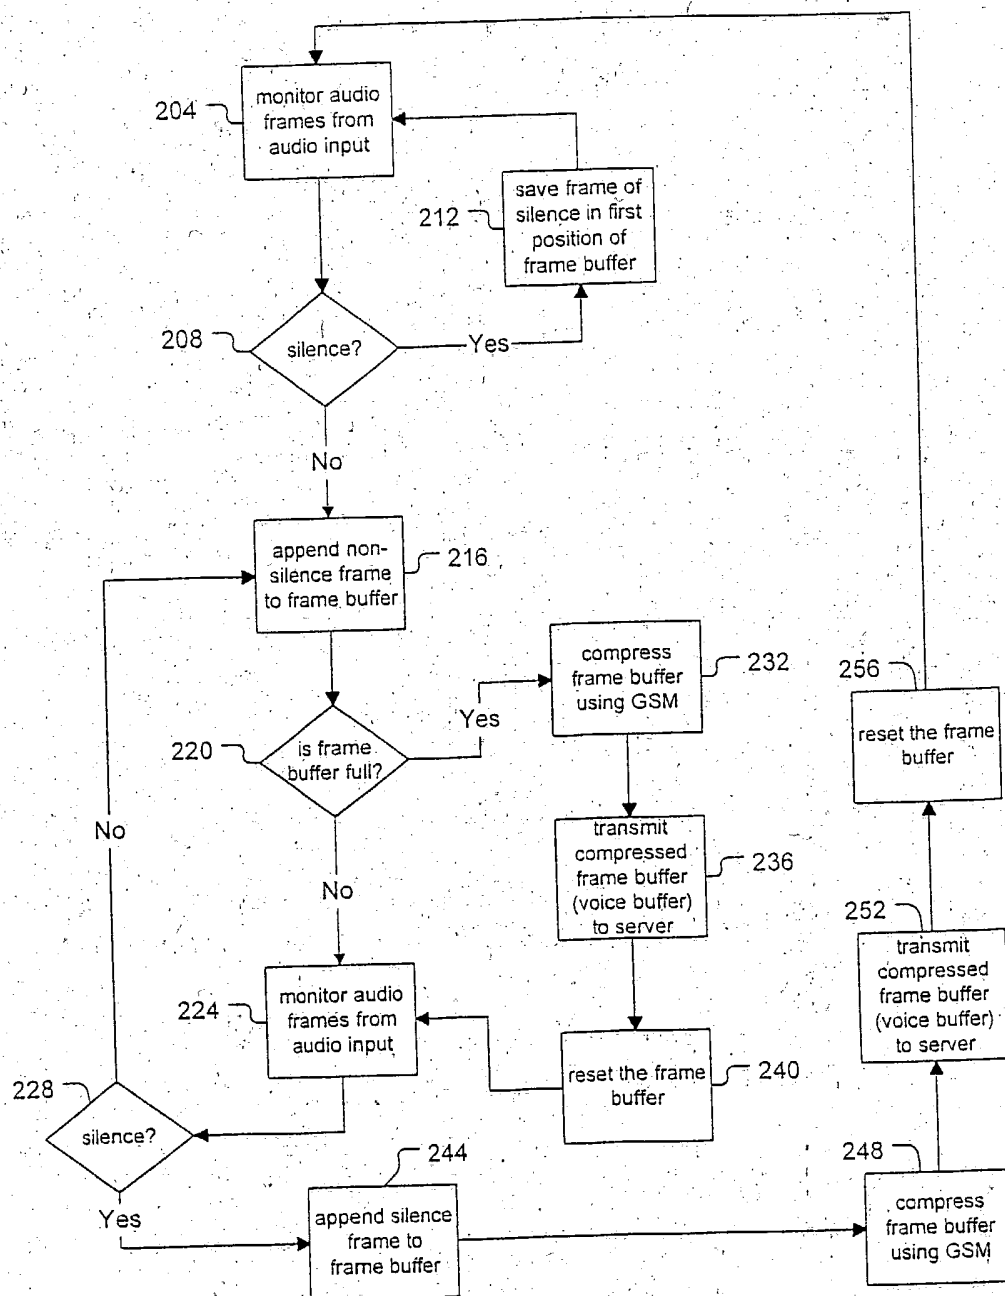 monitor audio
frames from
audio input
204
save frame of
silence in first
position of
frame buffer
212
208
silence?
Yes
No
append non-
silence frame
to frame buffer
216
compress
frame buffer
using GSM
232
256
reset the frame
buffer
220
is frame
buffer full?
Yes
No
No
transmit
compressed
frame buffer
(voice buffer)
to server
236
252
transmit
compressed
frame buffer
(voice buffer)
to server
224
monitor audio
frames from
audio input
reset the frame
buffer
240
228
silence?
Yes
244
append silence
frame to
frame buffer
248
compress
frame buffer
using GSM